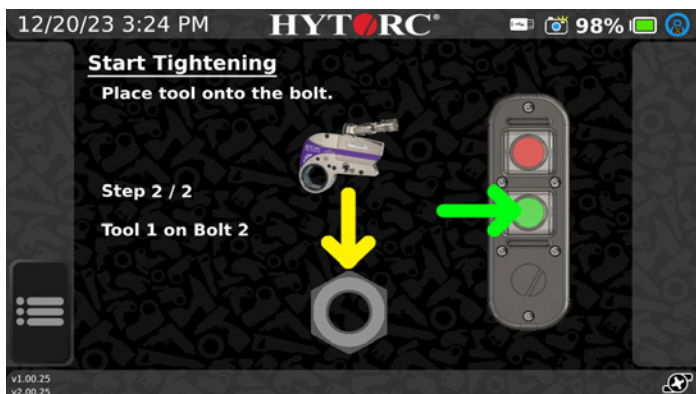 12/20/23 3:24 PM HYTORC® 98%
Start Tightening
Place tool onto the bolt.
Step 2 / 2
Tool 1 on Bolt 2
v1.00.25
v2.00.25